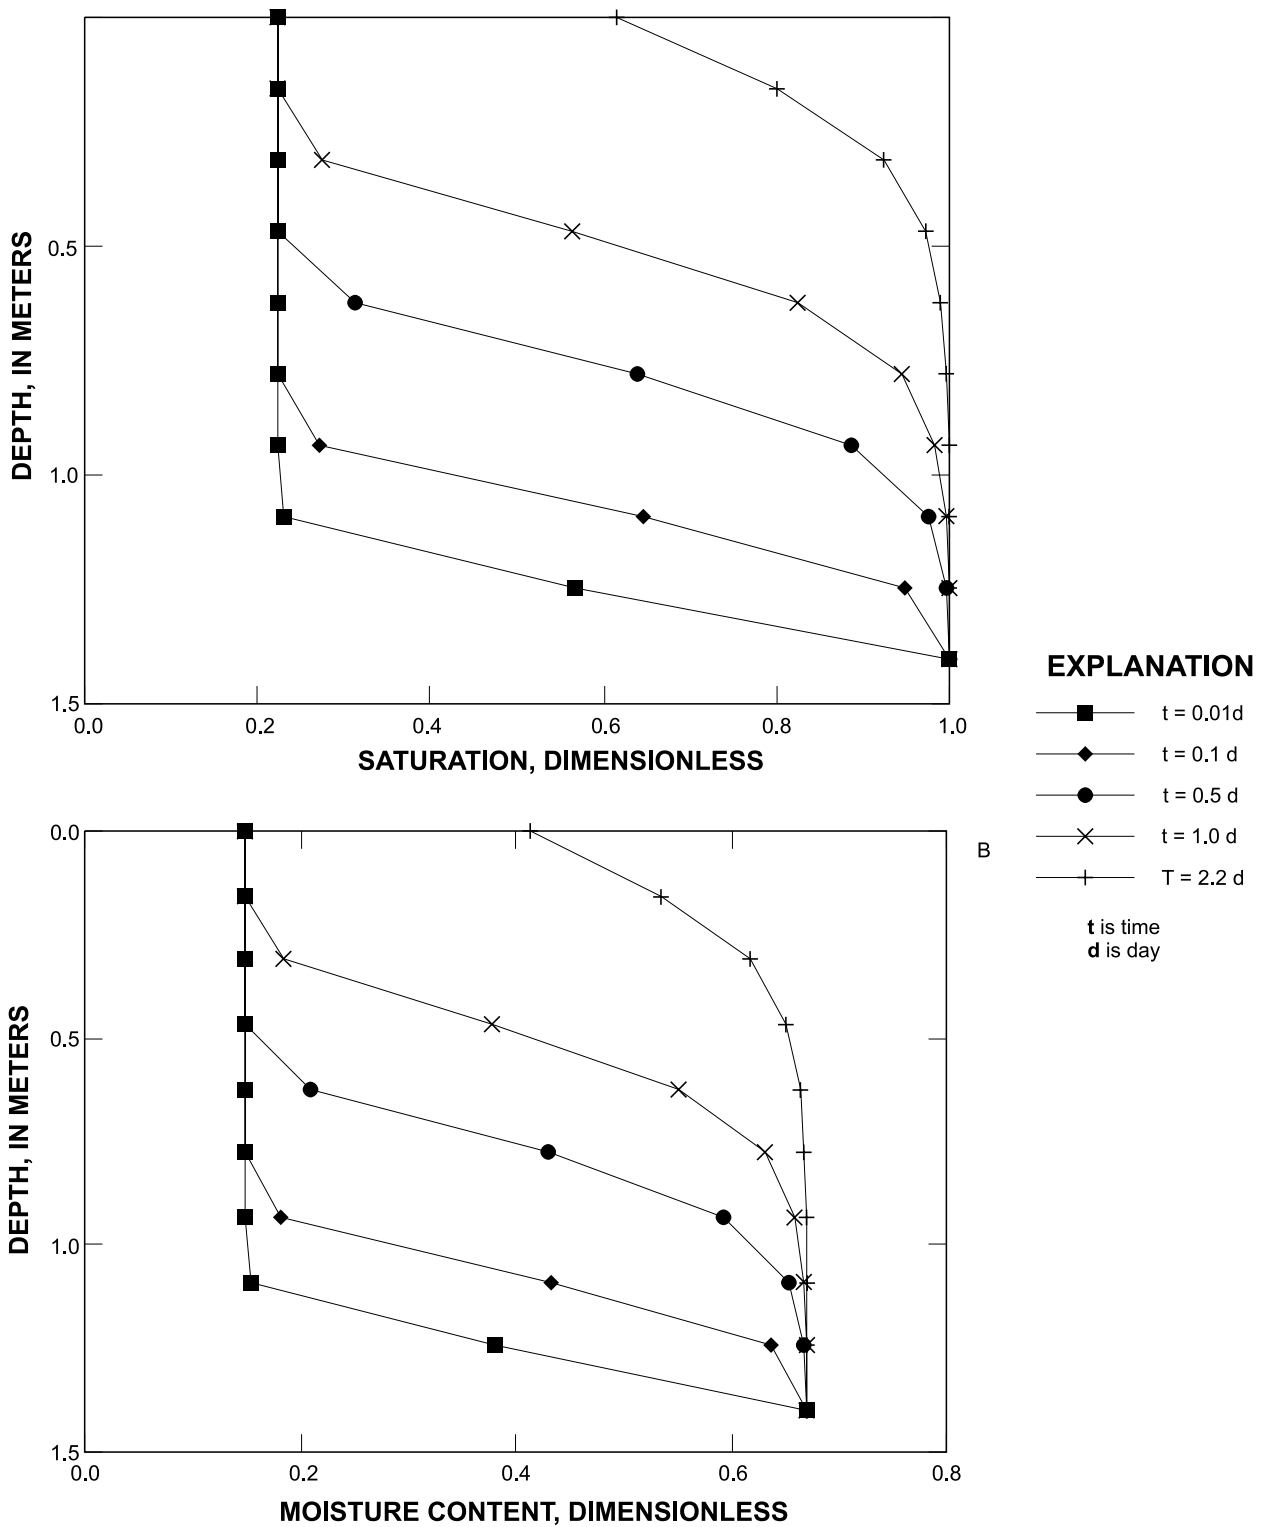 DEPTH, IN METERS
0.5
1.0
1.5
0.0
0.2
0.4
0.6
0.8
1.0
SATURATION, DIMENSIONLESS
EXPLANATION
t = 0.01d
t = 0.1 d
t = 0.5 d
t = 1.0 d
T = 2.2 d
t is time
d is day
B
DEPTH, IN METERS
0.0
0.5
1.0
1.5
0.0
0.2
0.4
0.6
0.8
MOISTURE CONTENT, DIMENSIONLESS